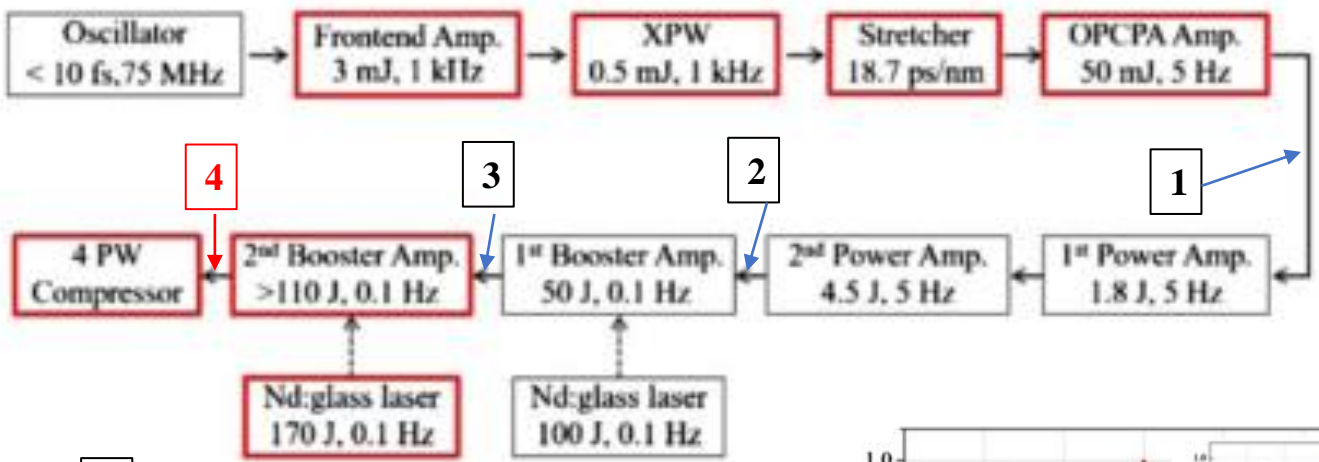 Oscillator
< 10 fs,75 MHz
Frontend Amp.
3 mJ, 1 kHz
XPW
0.5 mJ, 1 kHz
Stretcher
18.7 ps/nm
OPCPA Amp.
50 mJ, 5 Hz
4
3
2
1
4 PW
Compressor
2nd Booster Amp.
>110 J, 0.1 Hz
1st Booster Amp.
50 J, 0.1 Hz
2nd Power Amp.
4.5 J, 5 Hz
1st Power Amp.
1.8 J, 5 Hz
Nd:glass laser
170 J, 0.1 Hz
Nd:glass laser
100 J, 0.1 Hz
1.0